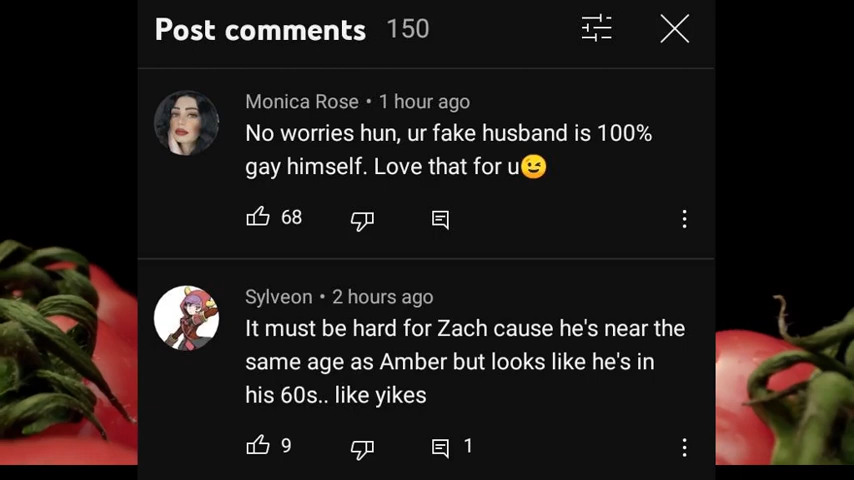 Post comments 150
Monica Rose • 1 hour ago
No worries hun, ur fake husband is 100%
gay himself. Love that for u😉
68
Sylveon • 2 hours ago
It must be hard for Zach cause he's near the
same age as Amber but looks like he's in
his 60s.. like yikes
9 1